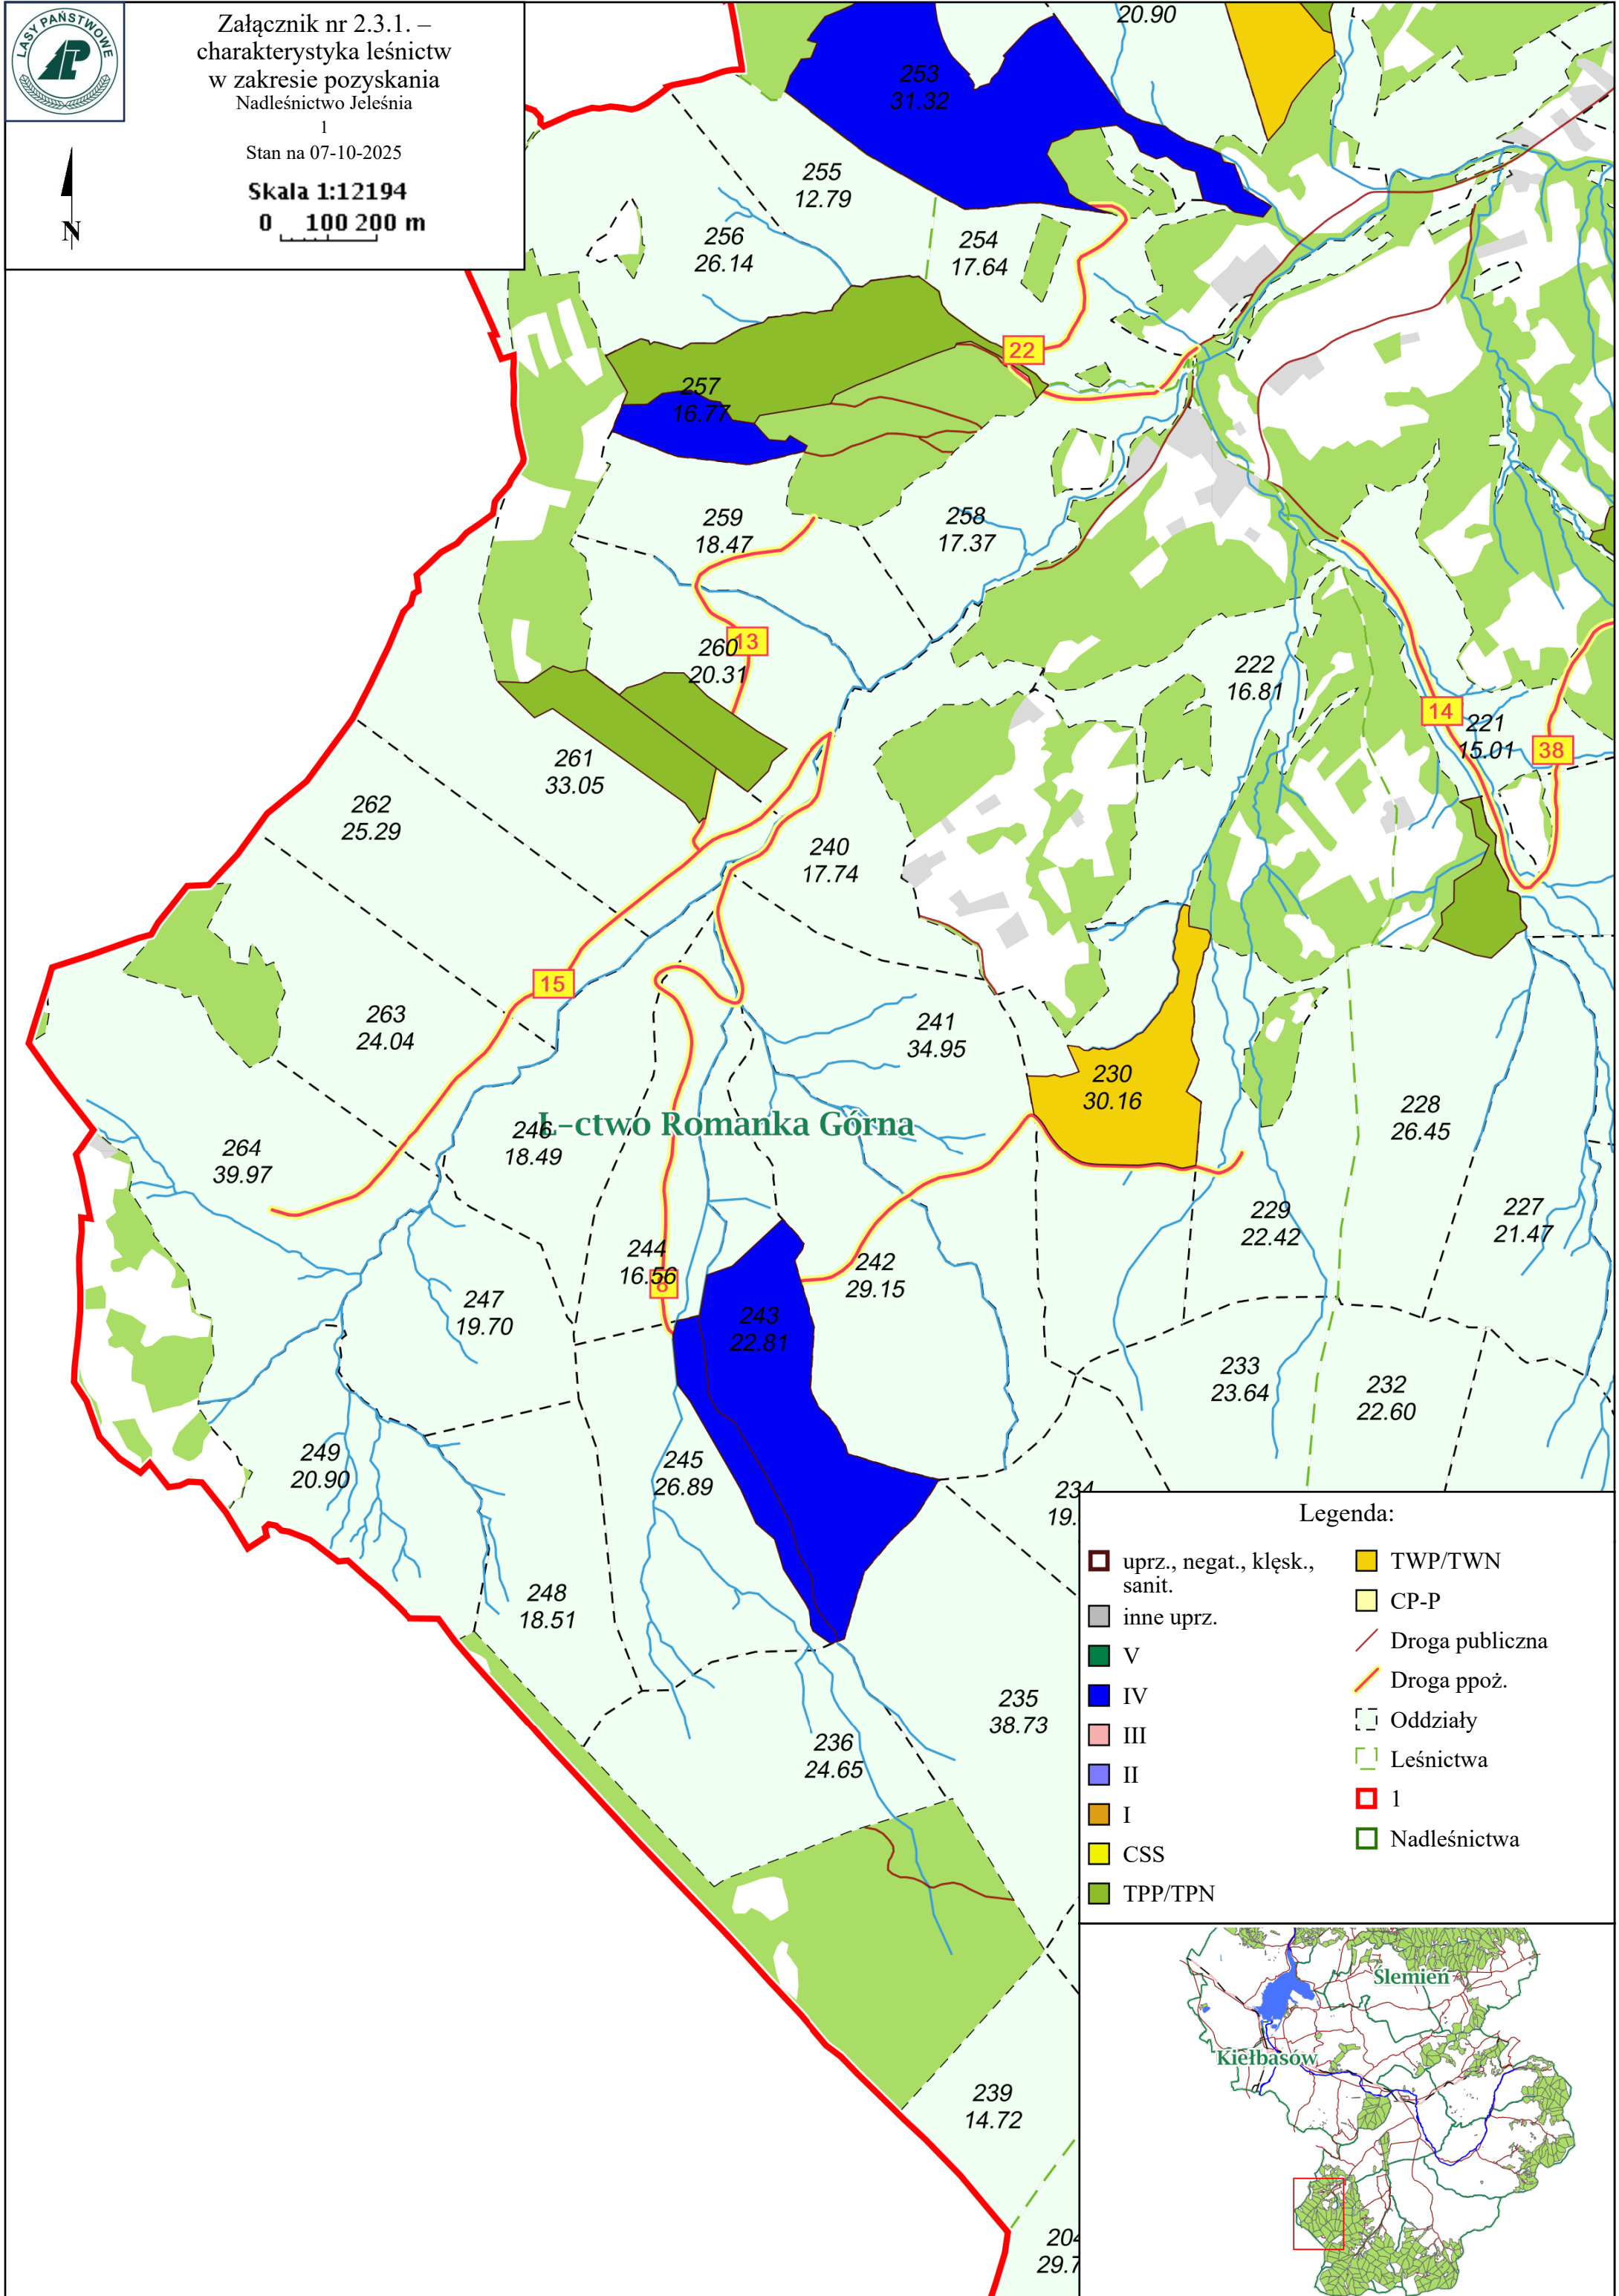 LASY PAŃSTWOWE
LP
Załącznik nr 2.3.1. –
charakterystyka leśnictw
w zakresie pozyskania
Nadleśnictwo Jeleśnia
1
Stan na 07-10-2025
Skala 1:12194
0 100 200 m
N
20.90
253
31.32
255
12.79
256
26.14
254
17.64
22
257
16.77
259
18.47
258
17.37
13
260
20.31
222
16.81
14
221
15.01
38
261
33.05
262
25.29
240
17.74
15
263
24.04
241
34.95
230
30.16
228
26.45
L-ctwo Romanka Górna
246
18.49
264
39.97
229
22.42
227
21.47
244
16.56
8
242
29.15
247
19.70
243
22.81
233
23.64
232
22.60
249
20.90
245
26.89
234
19.
248
18.51
235
38.73
236
24.65
239
14.72
204
29.7
Legenda:
uprz., negat., klęsk.,
sanit.
inne uprz.
V
IV
III
II
I
CSS
TPP/TPN
TWP/TWN
CP-P
Droga publiczna
Droga ppoż.
Oddziały
Leśnictwa
1
Nadleśnictwa
Ślemień
Kiełbasów